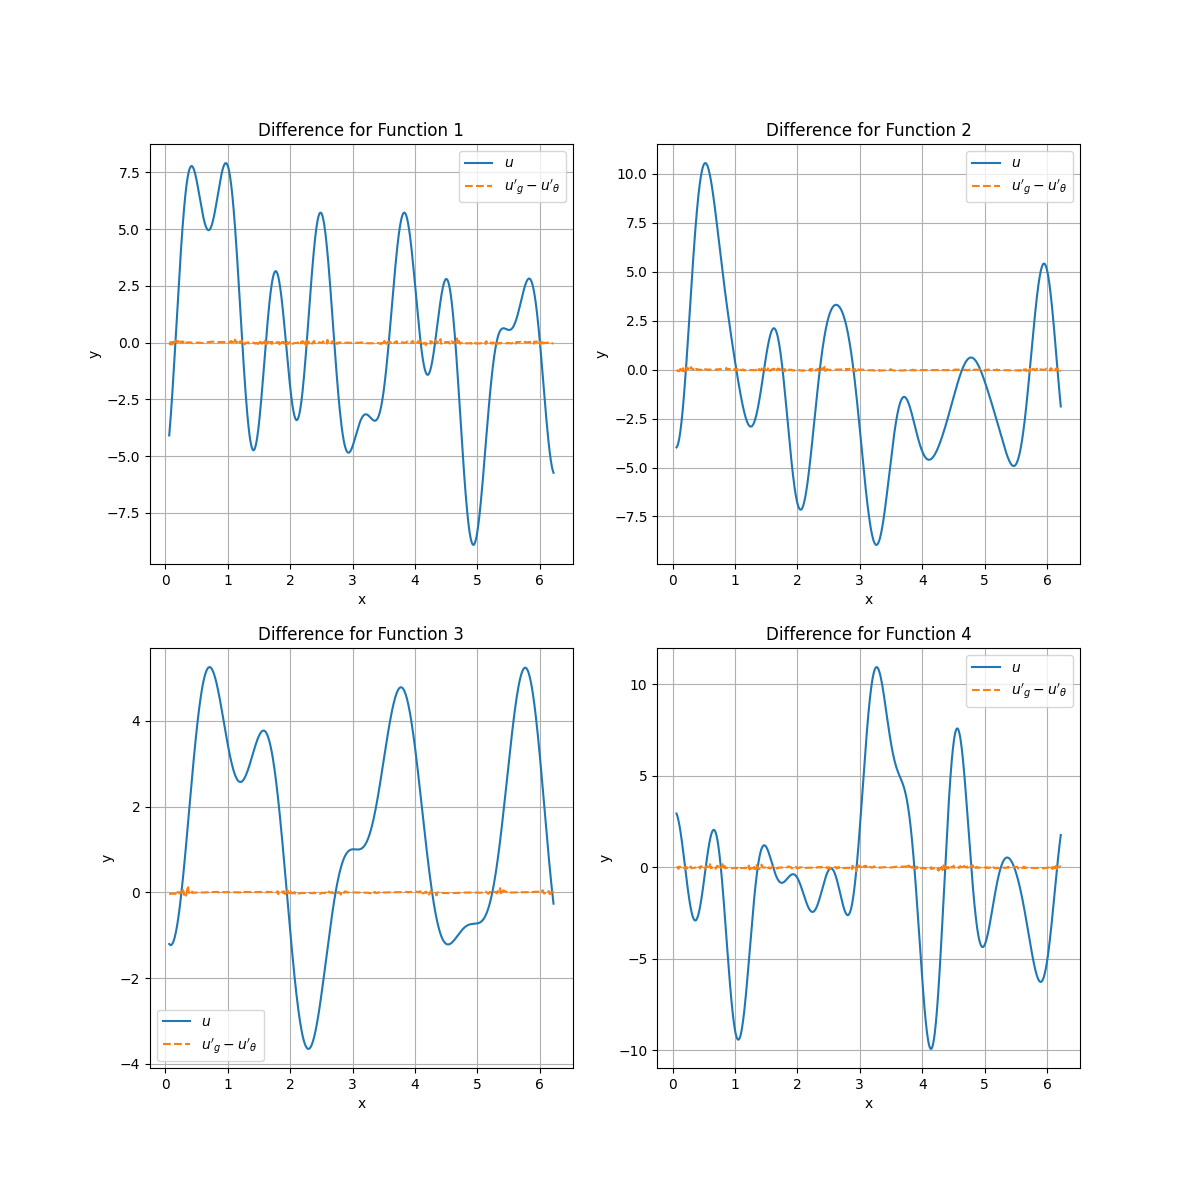 Difference for Function 1
y
7.5
5.0
2.5
0.0
−2.5
−5.0
−7.5
u
u′g − u′θ
0 1 2 3 4 5 6
x
Difference for Function 2
y
10.0
7.5
5.0
2.5
0.0
−2.5
−5.0
−7.5
u
u′g − u′θ
0 1 2 3 4 5 6
x
Difference for Function 3
y
4
2
0
−2
−4
u
u′g − u′θ
0 1 2 3 4 5 6
x
Difference for Function 4
y
10
5
0
−5
−10
u
u′g − u′θ
0 1 2 3 4 5 6
x